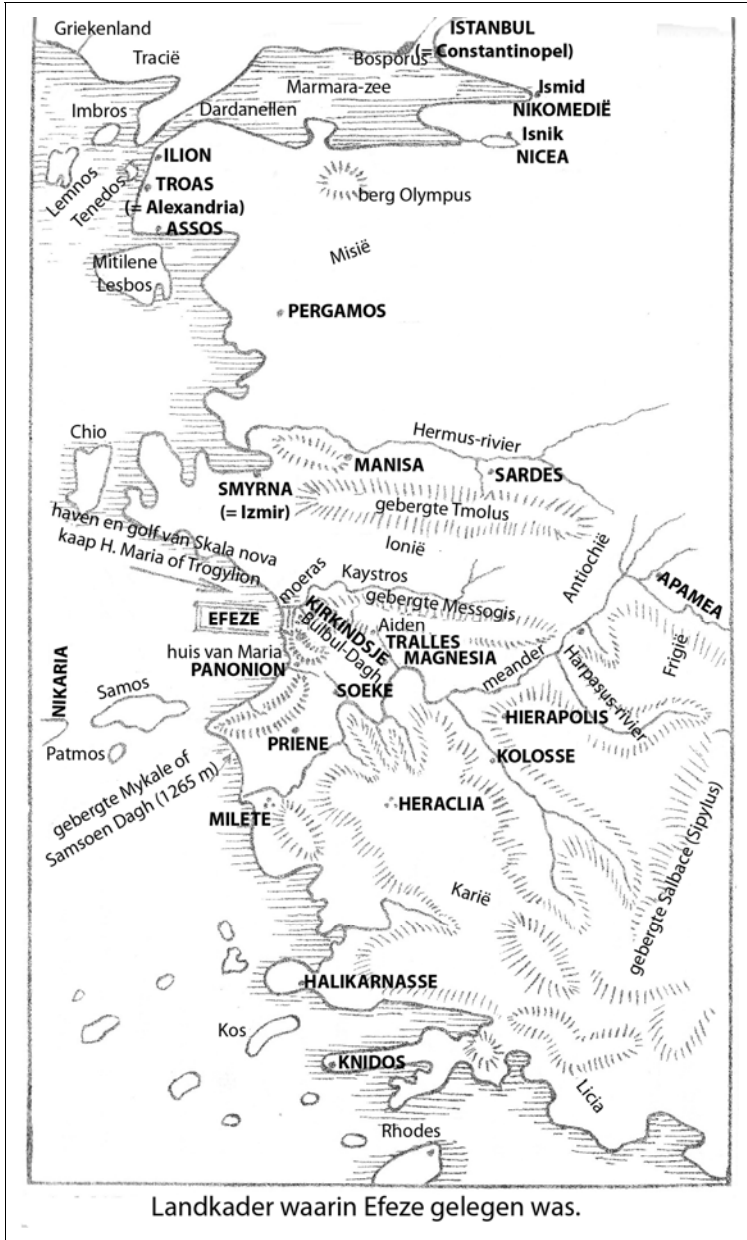 Griekenland
ISTANBUL
(= Constantinopel)
Bosporus
Tracië
Marmara-zee
Ismid
NIKOMEDIË
Imbros
Dardanellen
Isnik
NICEA
ILION
Lemnos
Tenedos
TROAS
(= Alexandria)
ASSOS
berg Olympus
Misië
Mitilene
Lesbos
PERGAMOS
Chio
Hermus-rivier
MANISA
SARDES
SMYRNA
(= Izmir)
gebergte Tmolus
haven en golf van Skala nova
kaap H. Maria of Trogylion
Ionië
Antiochië
moeras
Kaystros
gebergte Messogis
APAMEA
EFEZE
KIRKINDSJE
Bulbul-Dagh
Aiden
TRALLES
MAGNESIA
huis van Maria
PANONION
meander
Harpasus-rivier
Frigië
SOEKE
NIKARIA
Samos
HIERAPOLIS
PRIENE
Patmos
KOLOSSE
gebergte Mykale of
Samsoen Dagh (1265 m)
MILETE
HERACLIA
gebergte Salbace (Sipylus)
Karië
HALIKARNASSE
Kos
KNIDOS
Licia
Rhodes
Landkader waarin Efeze gelegen was.